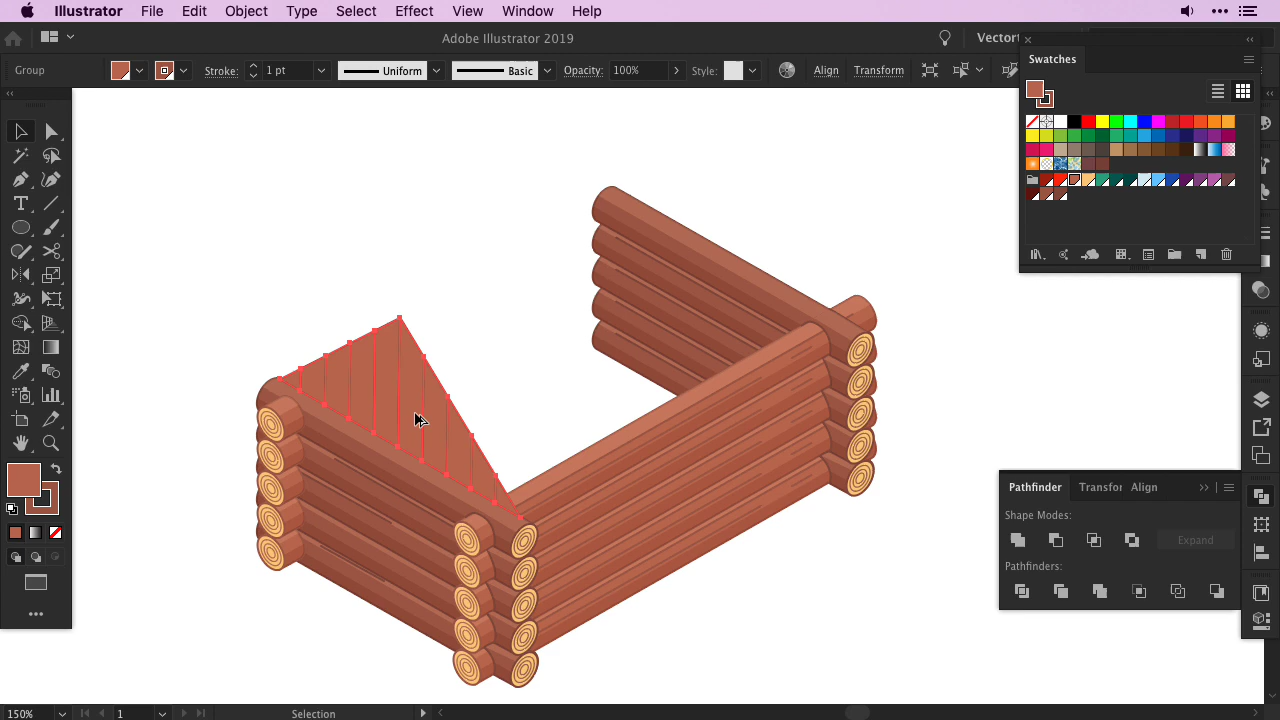 Illustrator File Edit Object Type Select Effect View Window Help
Adobe Illustrator 2019
Group
Stroke: 1 pt Uniform Basic Opacity: 100% Style: Align Transform
Swatches
Pathfinder Transfor Align
Shape Modes:
Expand
Pathfinders:
150% 1 Selection